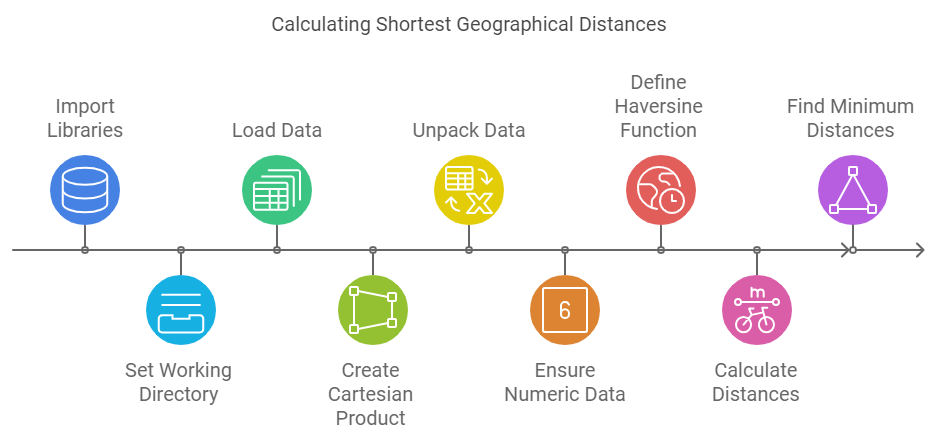 Calculating Shortest Geographical Distances
Import
Libraries
Set Working
Directory
Load Data
Create
Cartesian
Product
Unpack Data
Ensure
Numeric Data
6
Define
Haversine
Function
Calculate
Distances
m
Find Minimum
Distances